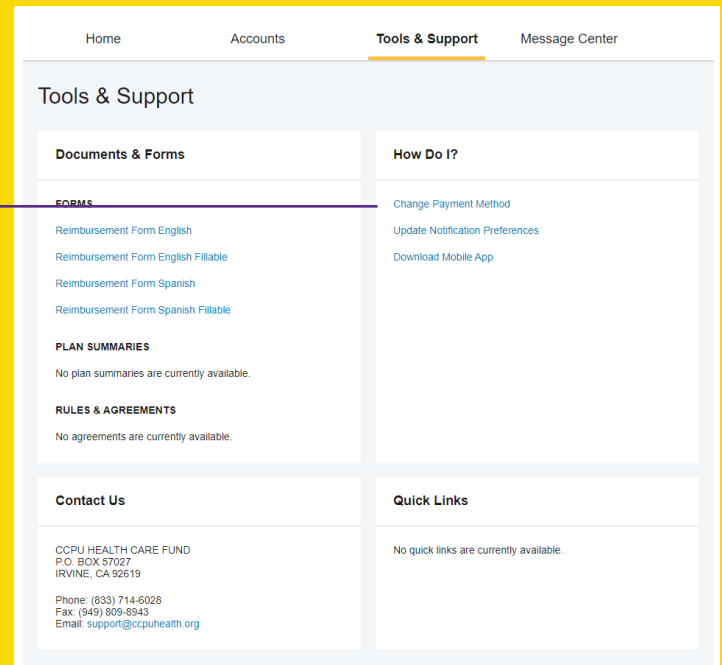 Home Accounts Tools & Support Message Center
Tools & Support
Documents & Forms
FORMS
Reimbursement Form English
Reimbursement Form English Fillable
Reimbursement Form Spanish
Reimbursement Form Spanish Fillable
PLAN SUMMARIES
No plan summaries are currently available.
RULES & AGREEMENTS
No agreements are currently available.
How Do I?
Change Payment Method
Update Notification Preferences
Download Mobile App
Contact Us
CCPU HEALTH CARE FUND
P.O. BOX 57027
IRVINE, CA 92619
Phone: (833) 714-6028
Fax: (949) 809-8943
Email: support@ccpuhealth.org
Quick Links
No quick links are currently available.